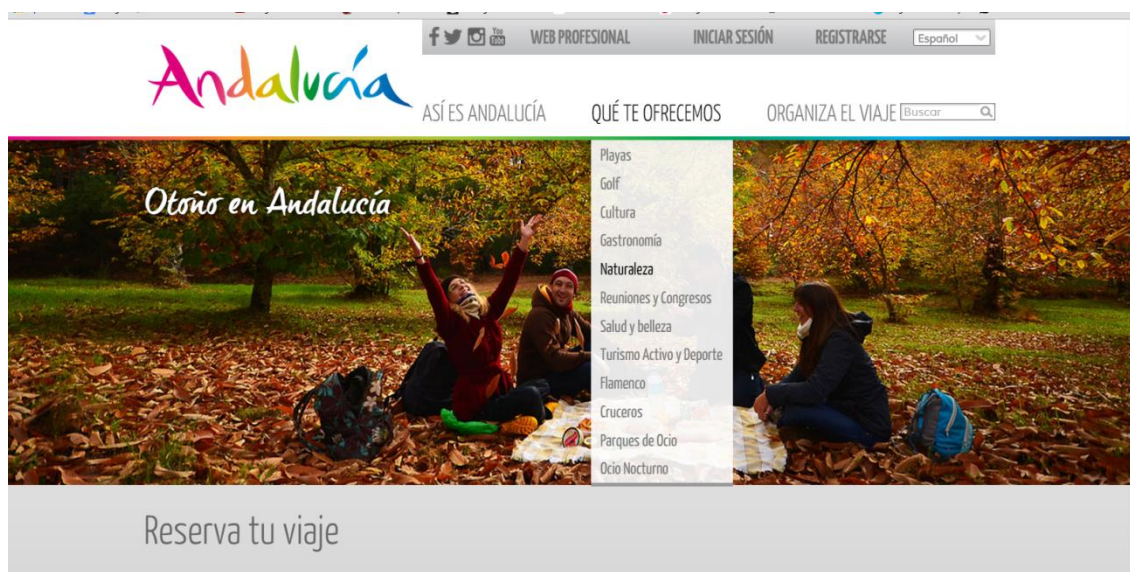 You Tube
WEB PROFESIONAL
INICIAR SESIÓN
REGISTRARSE
Español
Andalucía
ASÍ ES ANDALUCÍA
QUÉ TE OFRECEMOS
ORGANIZA EL VIAJE
Buscar
Otoño en Andalucía
Playas
Golf
Cultura
Gastronomía
Naturaleza
Reuniones y Congresos
Salud y belleza
Turismo Activo y Deporte
Flamenco
Cruceros
Parques de Ocio
Ocio Nocturno
Reserva tu viaje